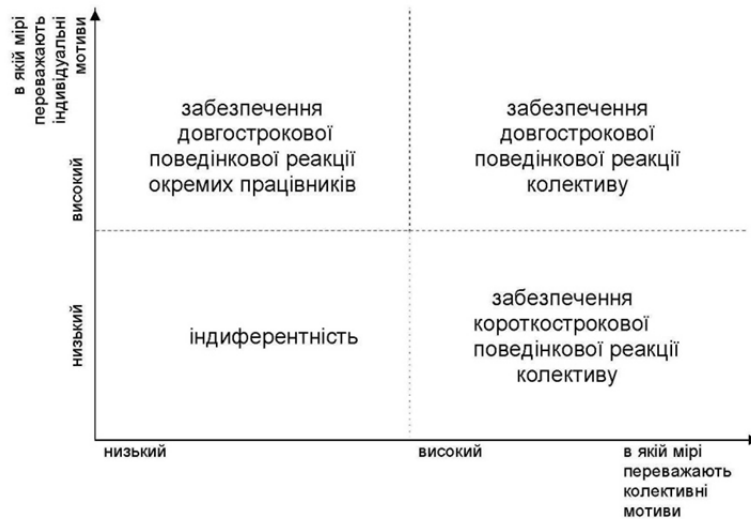 в якій мірі
переважають
індивідуальні
мотиви
забезпечення
довгострокової
поведінкової реакції
окремих працівників
забезпечення
довгострокової
поведінкової реакції
колективу
високий
індиферентність
забезпечення
короткострокової
поведінкової реакції
колективу
низький
низький
високий
в якій мірі
переважають
колективні
мотиви